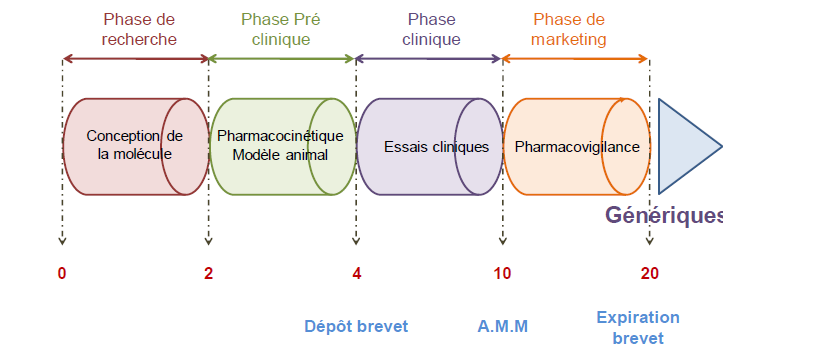 Phase de
recherche
Phase Pré
clinique
Phase
clinique
Phase de
marketing
Conception de
la molécule
Pharmacocinétique
Modèle animal
Essais cliniques
Pharmacovigilance
Génériques
0
2
4
10
20
Dépôt brevet
A.M.M
Expiration
brevet